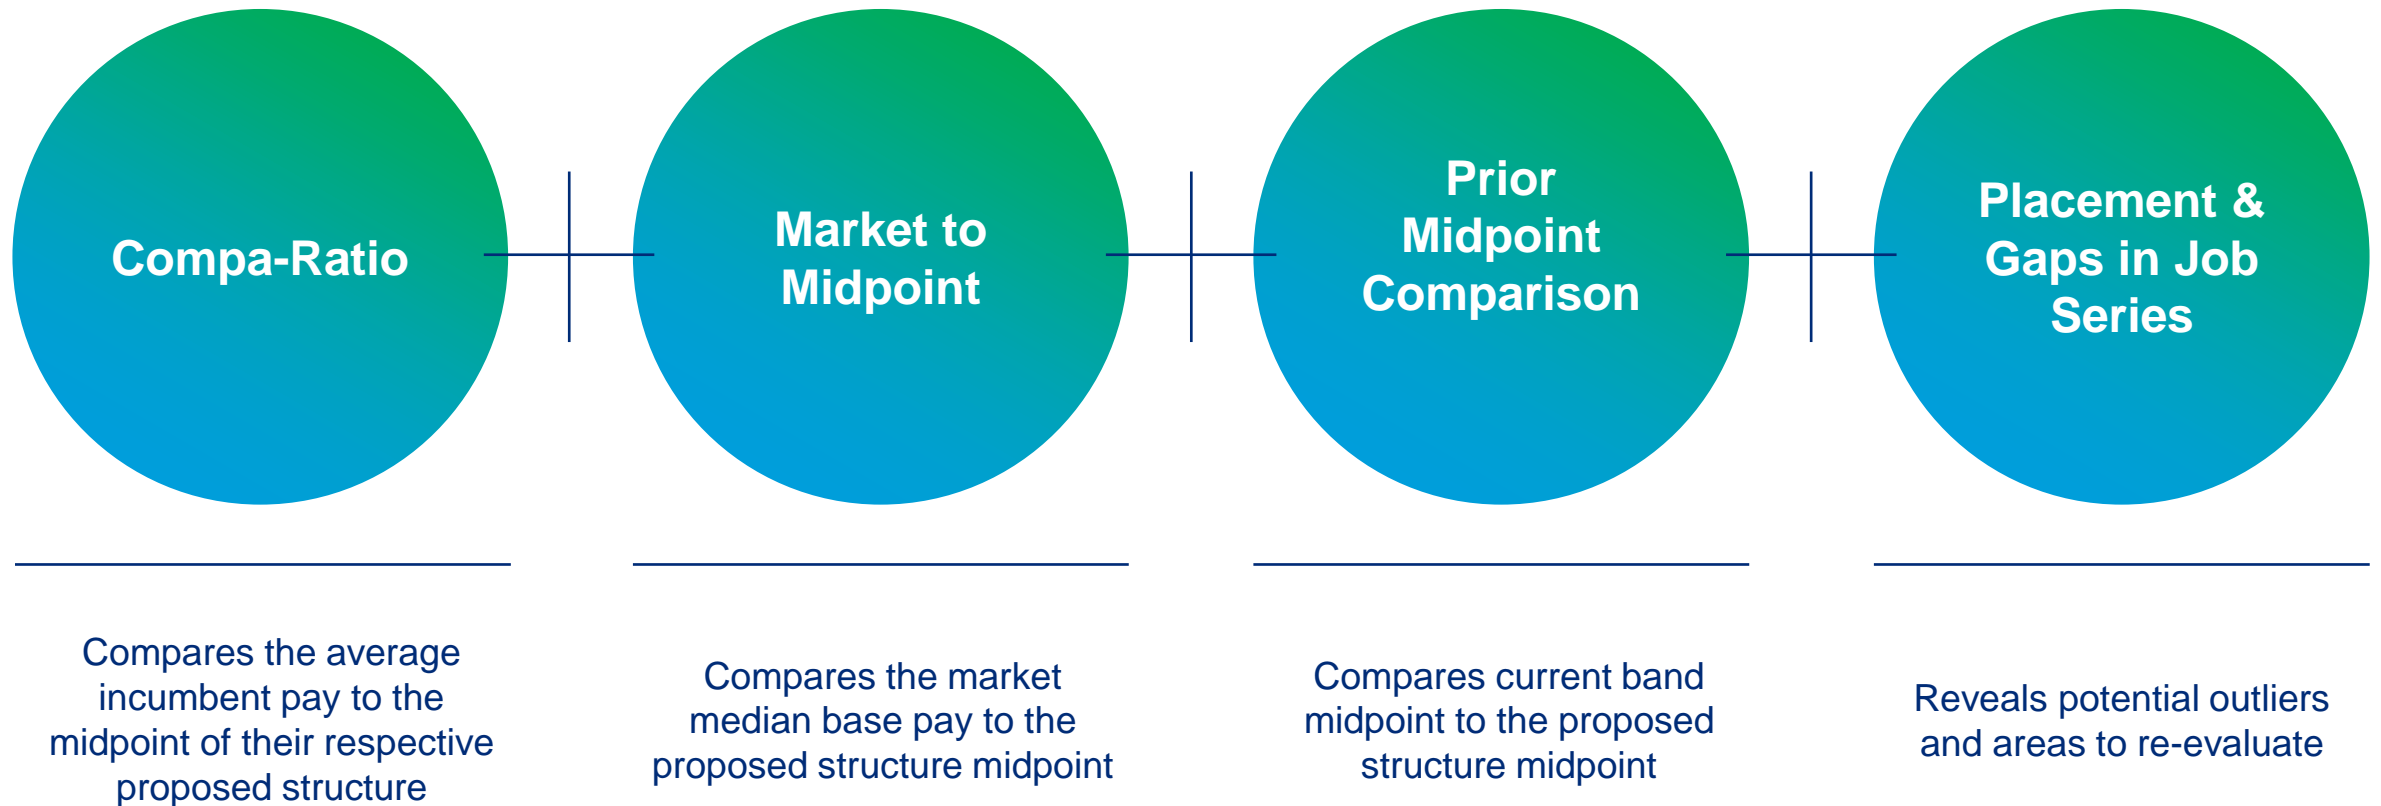 Compa-Ratio
Market to
Midpoint
Prior
Midpoint
Comparison
Placement &
Gaps in Job
Series
Compares the average
incumbent pay to the
midpoint of their respective
proposed structure
Compares the market
median base pay to the
proposed structure midpoint
Compares current band
midpoint to the proposed
structure midpoint
Reveals potential outliers
and areas to re-evaluate